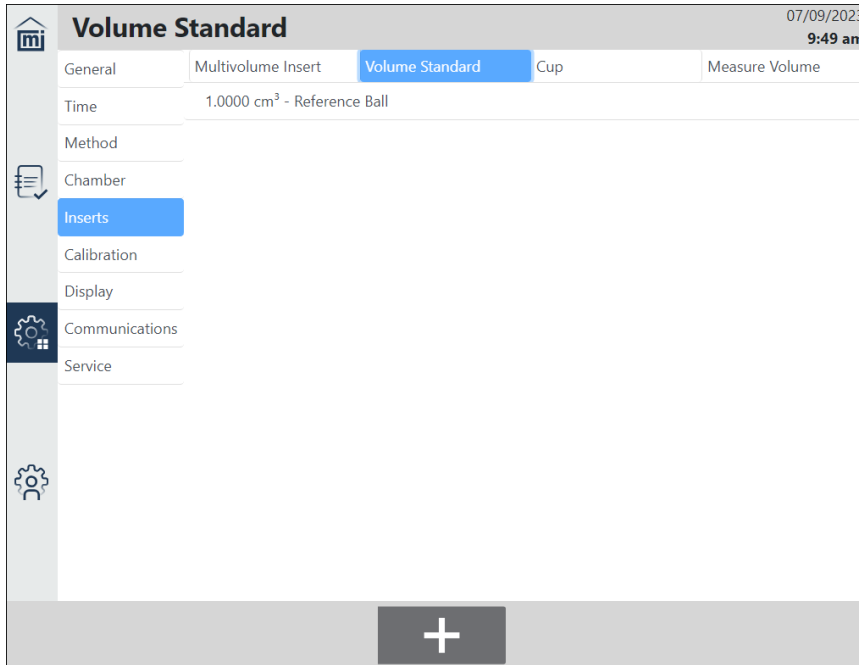 mi
Volume Standard
07/09/2023
9:49 am
General
Time
Method
Chamber
Inserts
Calibration
Display
Communications
Service
Multivolume Insert
Volume Standard
Cup
Measure Volume
1.0000 cm³ - Reference Ball